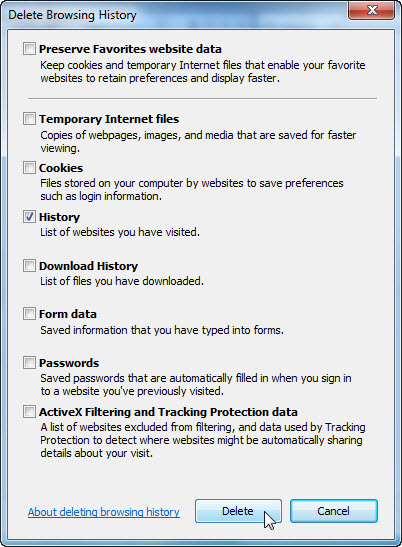 Delete Browsing History
Preserve Favorites website data
Keep cookies and temporary Internet files that enable your favorite
websites to retain preferences and display faster.
Temporary Internet files
Copies of webpages, images, and media that are saved for faster
viewing.
Cookies
Files stored on your computer by websites to save preferences
such as login information.
History
List of websites you have visited.
Download History
List of files you have downloaded.
Form data
Saved information that you have typed into forms.
Passwords
Saved passwords that are automatically filled in when you sign in
to a website you've previously visited.
ActiveX Filtering and Tracking Protection data
A list of websites excluded from filtering, and data used by Tracking
Protection to detect where websites might be automatically sharing
details about your visit.
About deleting browsing history
Delete
Cancel